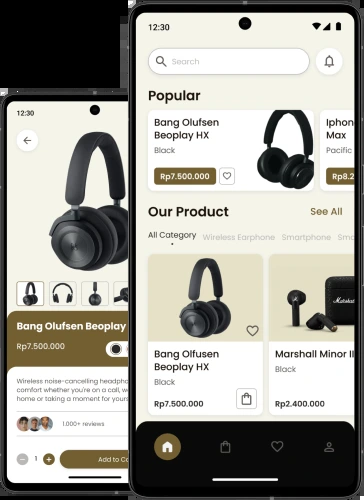 12:30
Bang Olufsen Beoplay
Rp7.500.000
Wireless noise-cancelling headpho
comfort whether you're on a call, w
home or taking a moment for yours
1.000+ reviews
1
Add to Ca
12:30
Search
Popular
Bang Olufsen
Beoplay HX
Black
Rp7.500.000
Iphon
Max
Pacific
Rp8.2
Our Product
See All
All Category
Wireless Earphone
Smartphone
Sma
Marshall
Bang Olfusen
Beoplay HX
Black
Rp7.500.000
Marshall Minor II
Black
Rp2.400.000